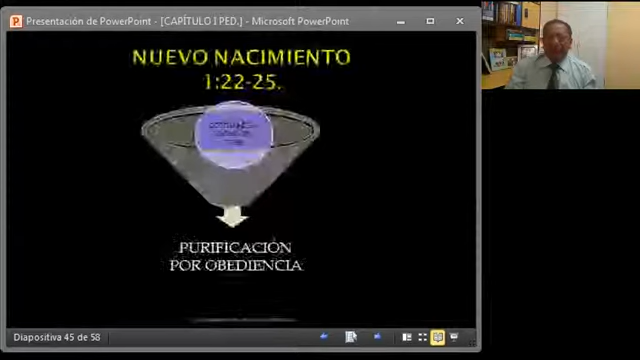 Presentación de PowerPoint - [CAPÍTULO I PED.] - Microsoft PowerPoint
NUEVO NACIMIENTO
1:22-25.
PURIFICACIÓN
POR OBEDIENCIA
Diapositiva 45 de 58